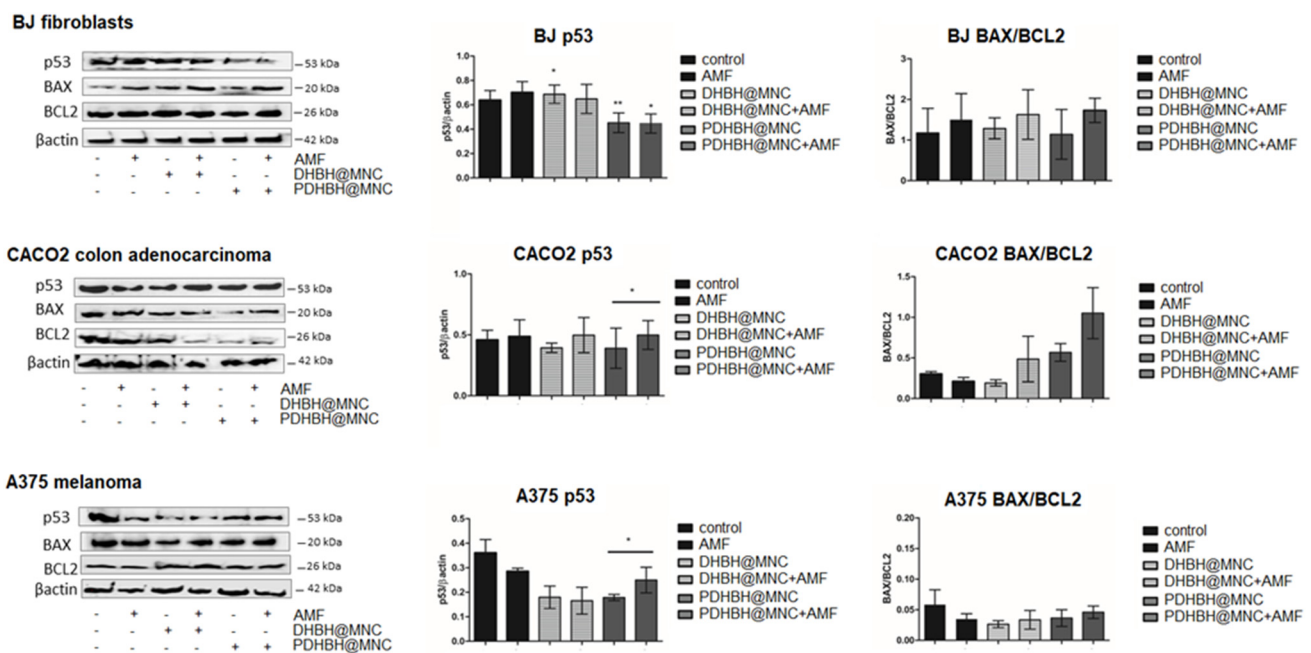 BJ fibroblasts
p53
53 kDa
BAX
20 kDa
BCL2
26 kDa
βactin
42 kDa
- + - + - + AMF
- - + + - - DHBH@MNC
- - - - + + PDHBH@MNC
BJ p53
p53/βactin
1.0
0.8
0.6
0.4
0.2
0.0
*
**
*
control
AMF
DHBH@MNC
DHBH@MNC+AMF
PDHBH@MNC
PDHBH@MNC+AMF
BJ BAX/BCL2
BAX/BCL2
3
2
1
0
control
AMF
DHBH@MNC
DHBH@MNC+AMF
PDHBH@MNC
PDHBH@MNC+AMF
CACO2 colon adenocarcinoma
p53
53 kDa
BAX
20 kDa
BCL2
26 kDa
βactin
42 kDa
- + - + - + AMF
- - + + - - DHBH@MNC
- - - - + + PDHBH@MNC
CACO2 p53
p53/βactin
1.0
0.5
0.0
*
control
AMF
DHBH@MNC
DHBH@MNC+AMF
PDHBH@MNC
PDHBH@MNC+AMF
CACO2 BAX/BCL2
BAX/BCL2
1.5
1.0
0.5
0.0
control
AMF
DHBH@MNC
DHBH@MNC+AMF
PDHBH@MNC
PDHBH@MNC+AMF
A375 melanoma
p53
53 kDa
BAX
20 kDa
BCL2
26 kDa
βactin
42 kDa
- + - + - + AMF
- - + + - - DHBH@MNC
- - - - + + PDHBH@MNC
A375 p53
p53/βactin
0.5
0.4
0.3
0.2
0.1
0.0
*
control
AMF
DHBH@MNC
DHBH@MNC+AMF
PDHBH@MNC
PDHBH@MNC+AMF
A375 BAX/BCL2
BAX/BCL2
0.20
0.15
0.10
0.05
0.00
control
AMF
DHBH@MNC
DHBH@MNC+AMF
PDHBH@MNC
PDHBH@MNC+AMF